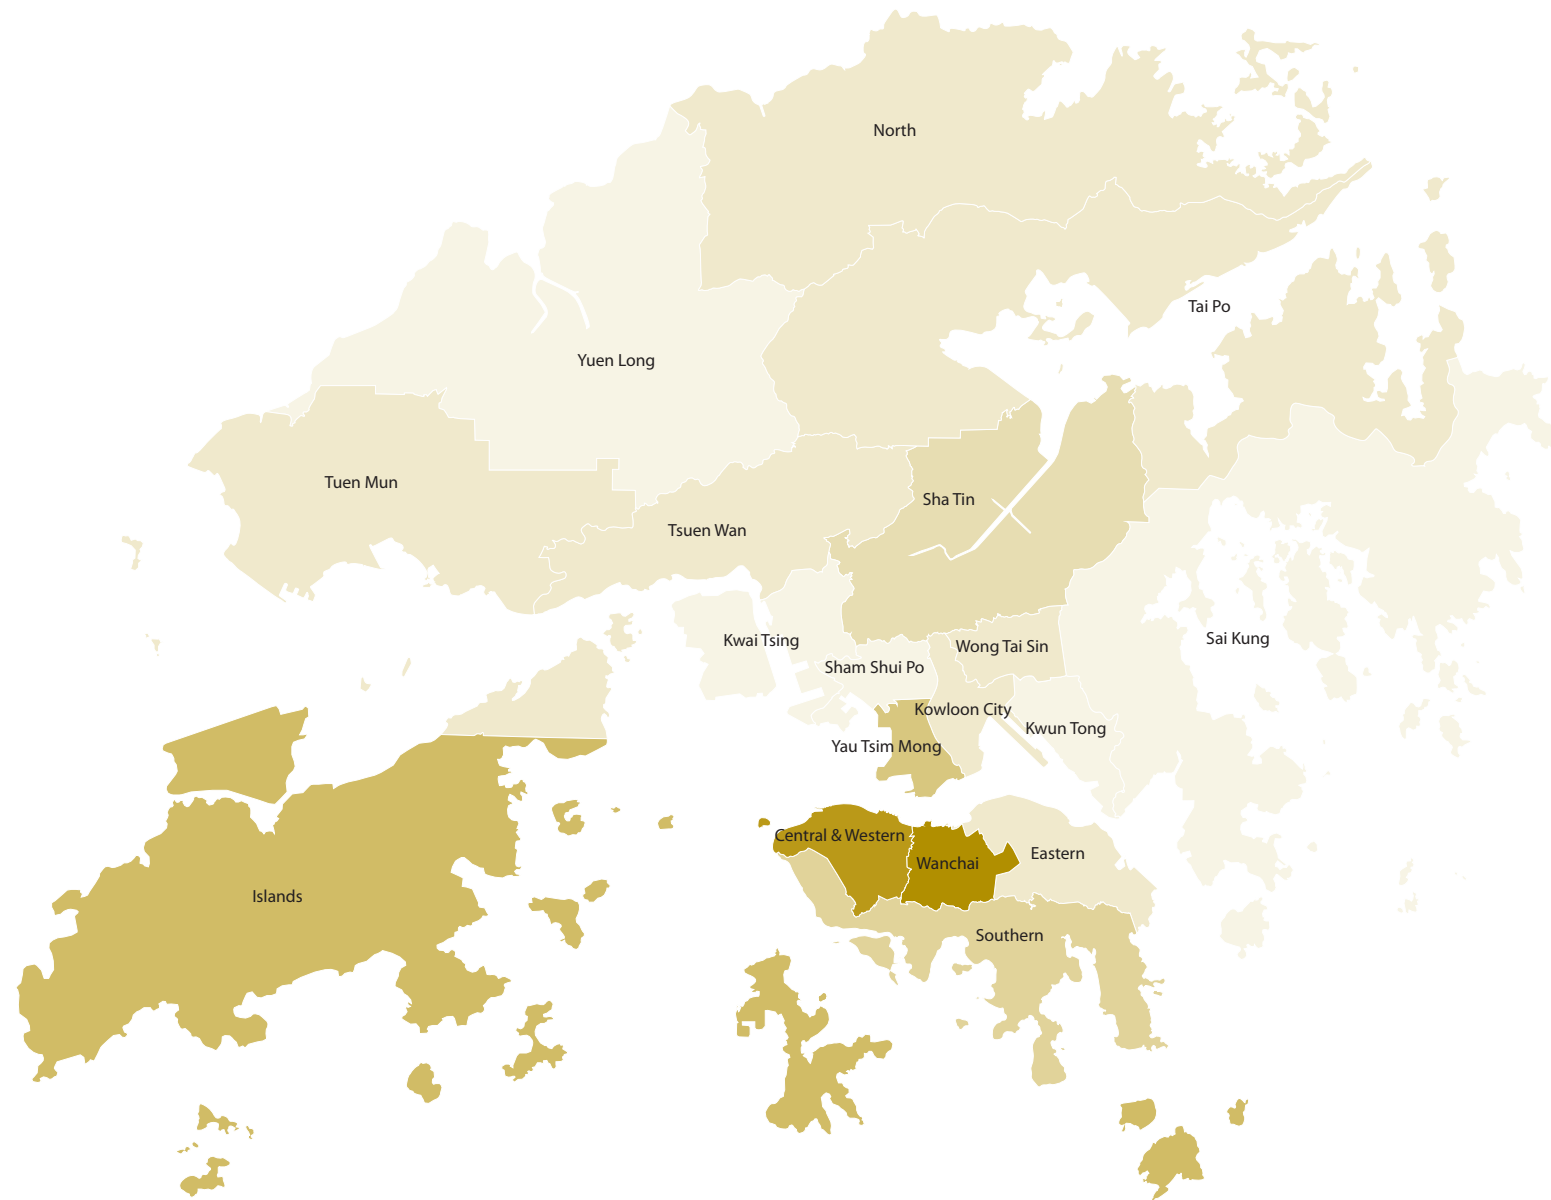 North
Tai Po
Yuen Long
Tuen Mun
Sha Tin
Tsuen Wan
Kwai Tsing
Wong Tai Sin
Sai Kung
Sham Shui Po
Kowloon City
Kwun Tong
Yau Tsim Mong
Central & Western
Eastern
Wanchai
Islands
Southern